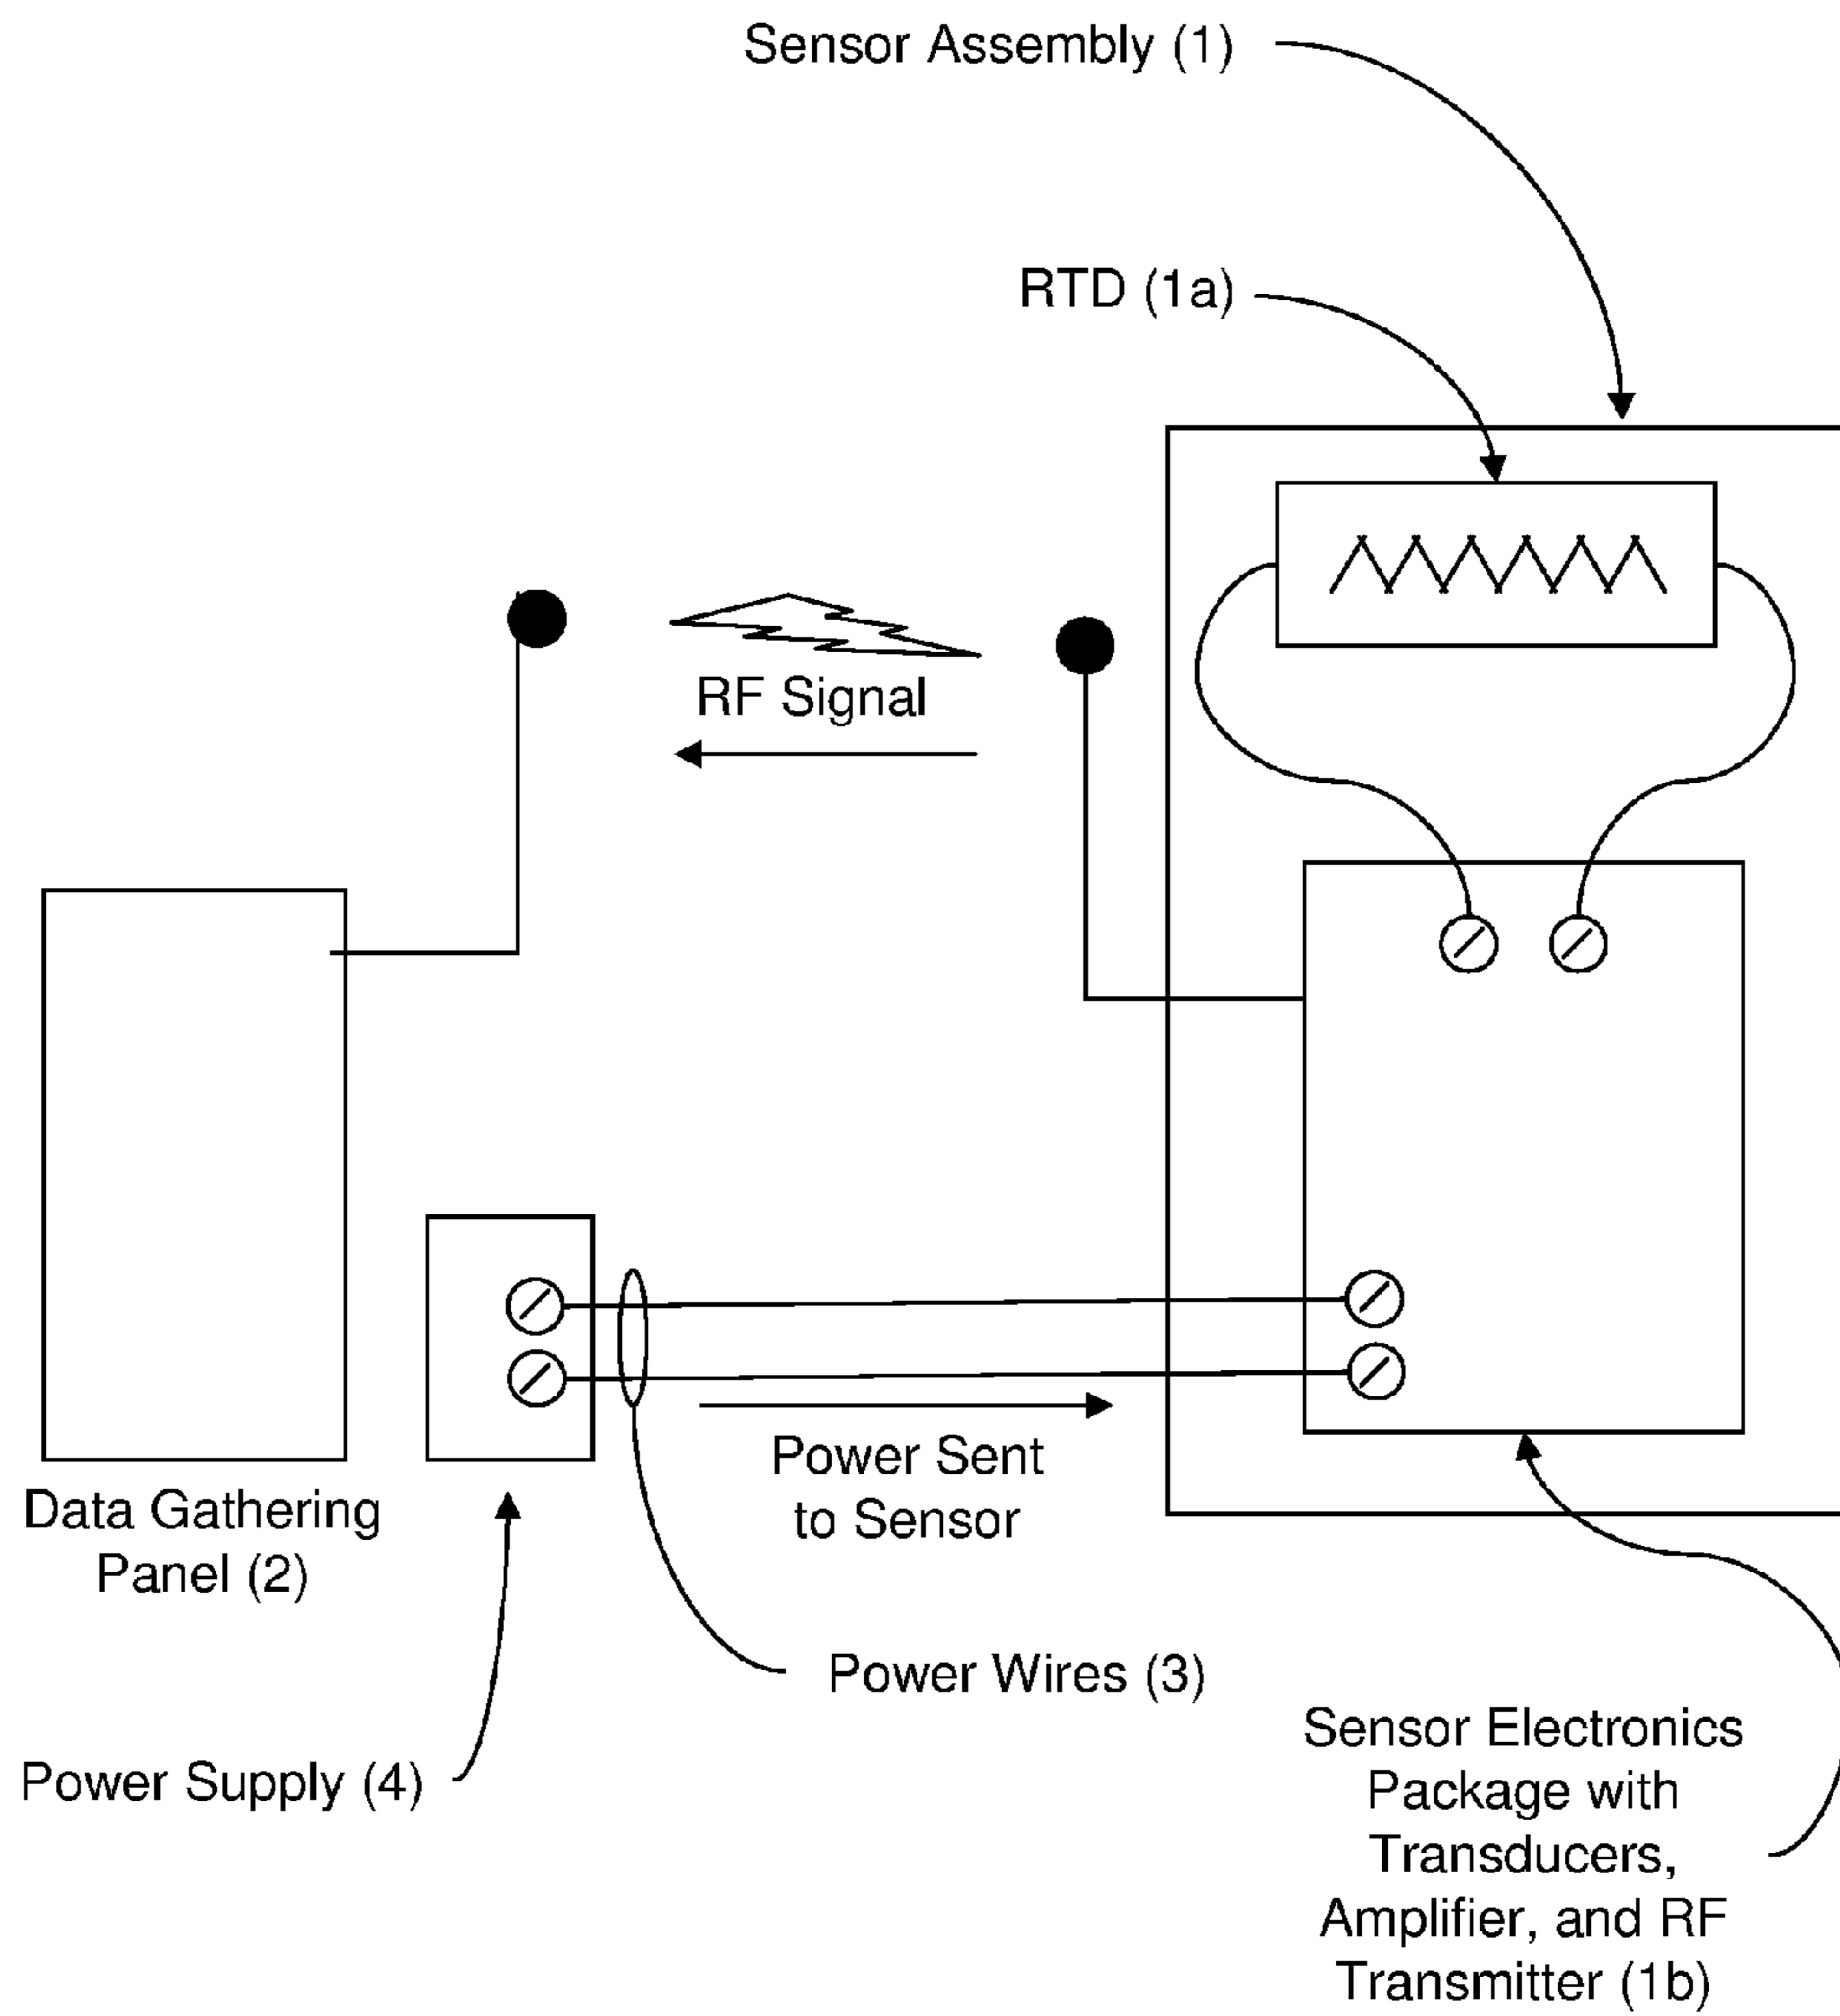 Sensor Assembly (1)
RTD (1a)
RF Signal
Power Sent
to Sensor
Data Gathering
Panel (2)
Power Wires (3)
Power Supply (4)
Sensor Electronics
Package with
Transducers,
Amplifier, and RF
Transmitter (1b)